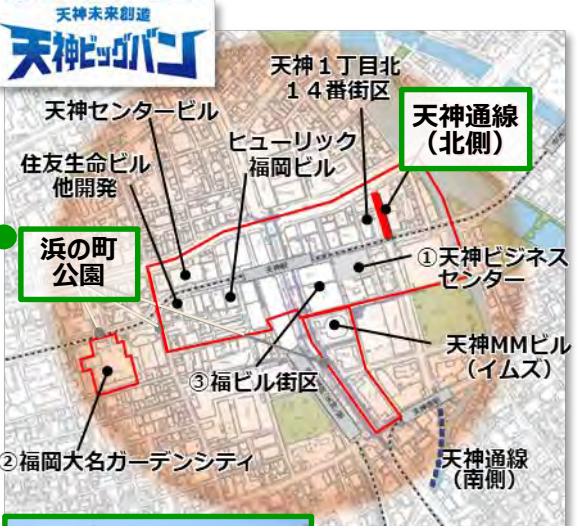 天神未来創造
天神ビッグバン
天神１丁目北
１４番街区
天神センタービル
天神通線
（北側）
ヒューリック
福岡ビル
住友生命ビル
他開発
浜の町
公園
天神駅
①天神ビジネス
センター
天神MMビル
（イムズ）
③福ビル街区
②福岡大名ガーデンシティ
天神通線
（南側）